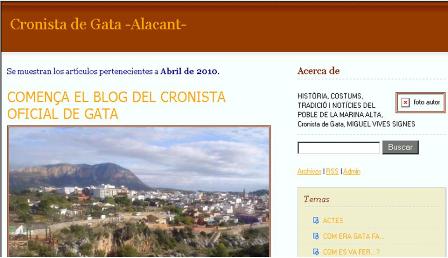 Cronista de Gata -Alacant-
Se muestran los artículos pertenecientes a Abril de 2010.
COMENÇA EL BLOG DEL CRONISTA
OFICIAL DE GATA
Acerca de
HISTÒRIA, COSTUMS,
TRADICIÓ I NOTÍCIES DEL
POBLE DE LA MARINA ALTA,
Cronista de Gata, MIGUEL VIVES SIGNES
foto autor
Buscar
Archivos | RSS | Admin
Temas
ACTES
COM ERA GATA FA...
COM ES VA FER...?